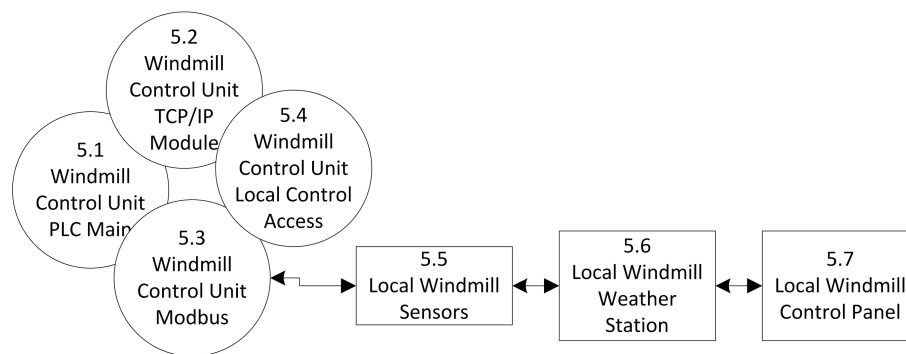 5.2
Windmill
Control Unit
TCP/IP
Module
5.4
Windmill
Control Unit
Local Control
Access
5.1
Windmill
Control Unit
PLC Main
5.3
Windmill
Control Unit
Modbus
5.5
Local Windmill
Sensors
5.6
Local Windmill
Weather
Station
5.7
Local Windmill
Control Panel